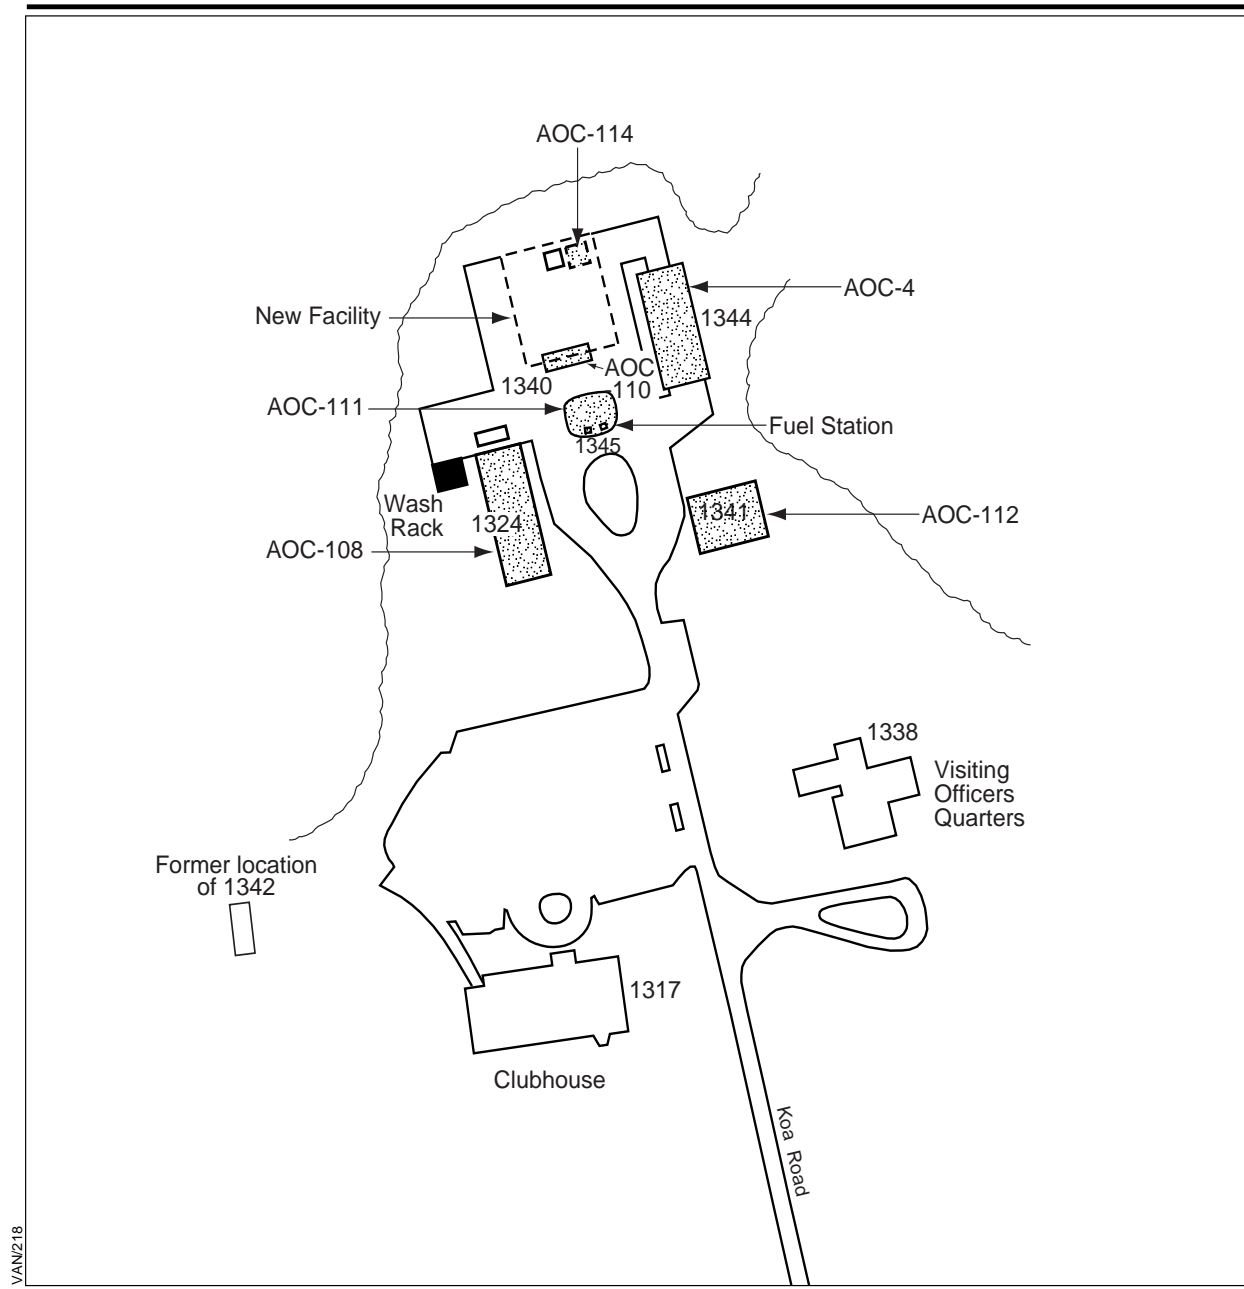 AOC-114
AOC-4
New Facility
1344
AOC
110
1340
AOC-111
Fuel Station
1345
Wash
Rack
1324
1341
AOC-112
AOC-108
1338
Visiting
Officers
Quarters
Former location
of 1342
1317
Clubhouse
Koa Road
VAN/218